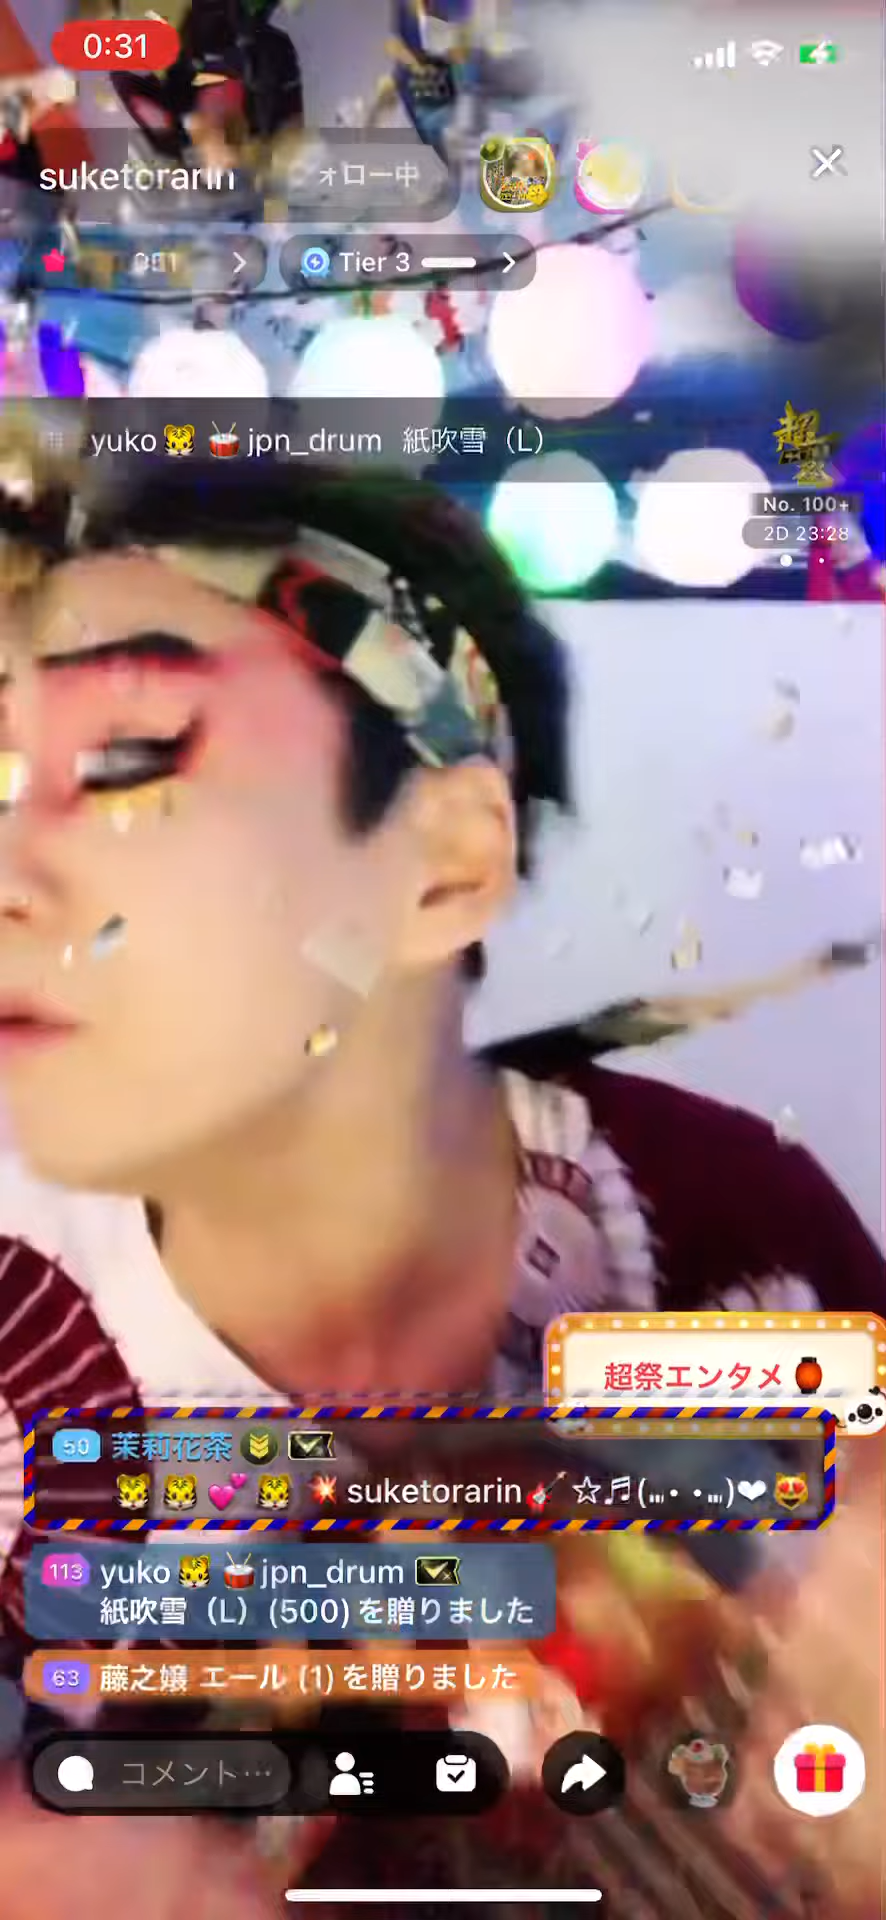 0:31
suketorarin ォロー中
Tier 3
yuko🐯🥁jpn_drum 紙吹雪（L）
No. 100+
2D 23:28
超祭エンタメ🏮
50 茉莉花茶
🐯🐯💕🐯💥suketorarin🎸☆♬(⑉• •⑉)❤😻
113 yuko🐯🥁jpn_drum
紙吹雪（L）(500)を贈りました
63 藤之嬢 エール (1)を贈りました
コメント…